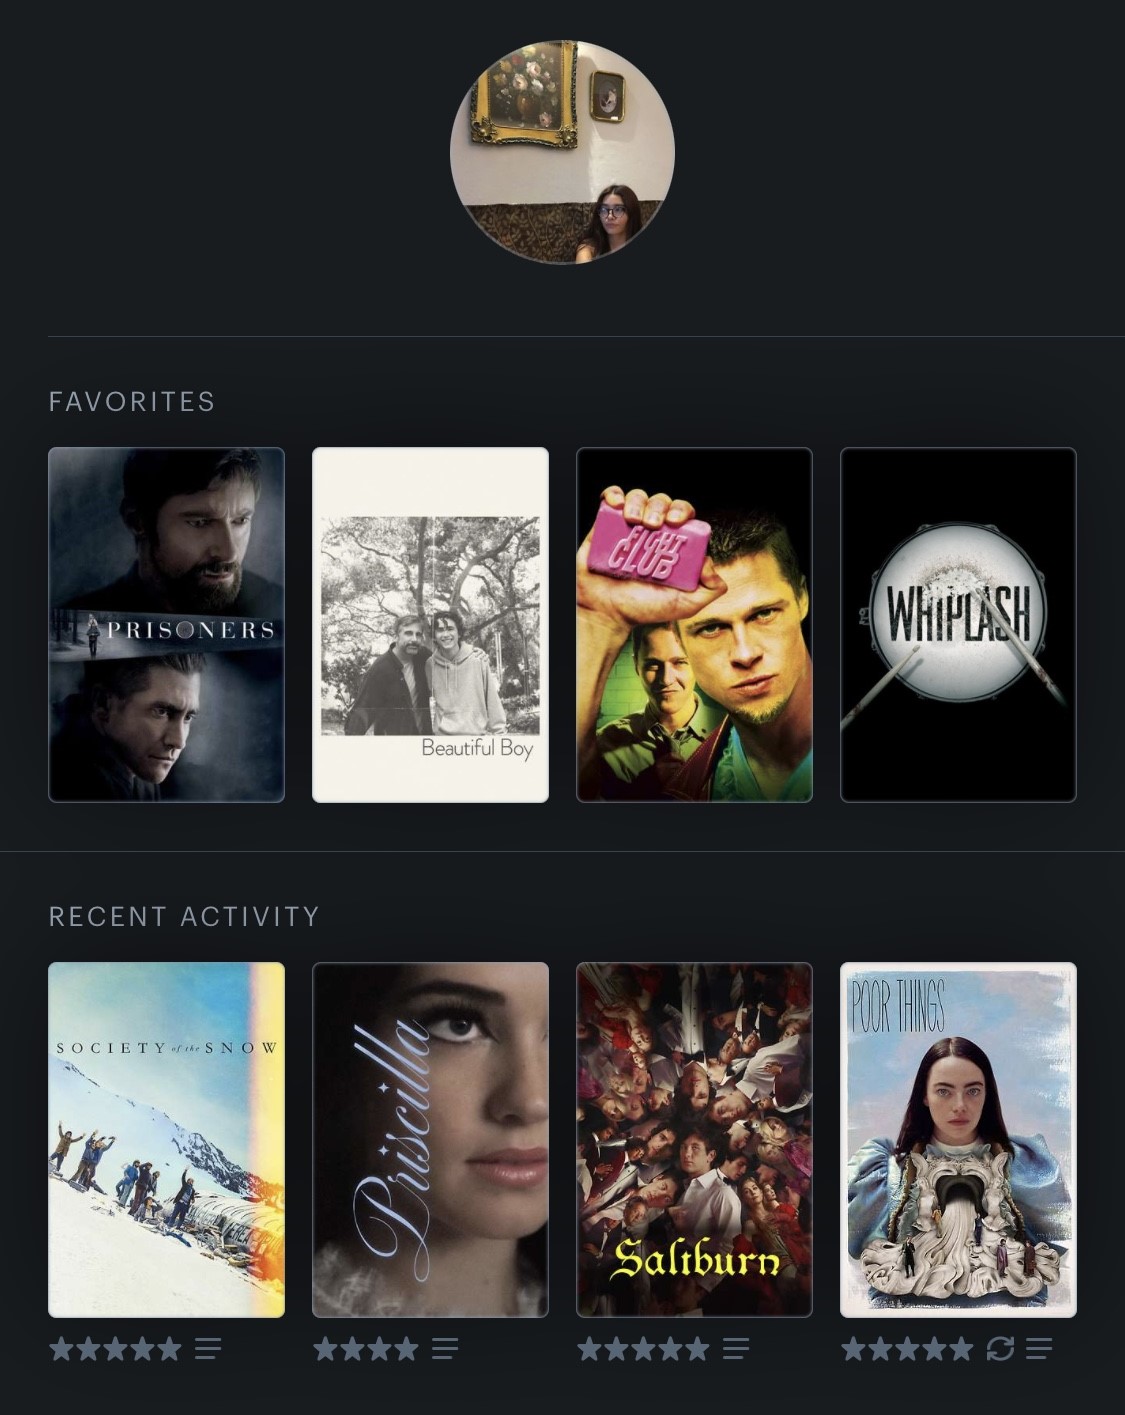 FAVORITES
PRISONERS
Beautiful Boy
FIGHT
CLUB
WHIPLASH
RECENT ACTIVITY
SOCIETY of the SNOW
Priscilla
Saltburn
POOR THINGS